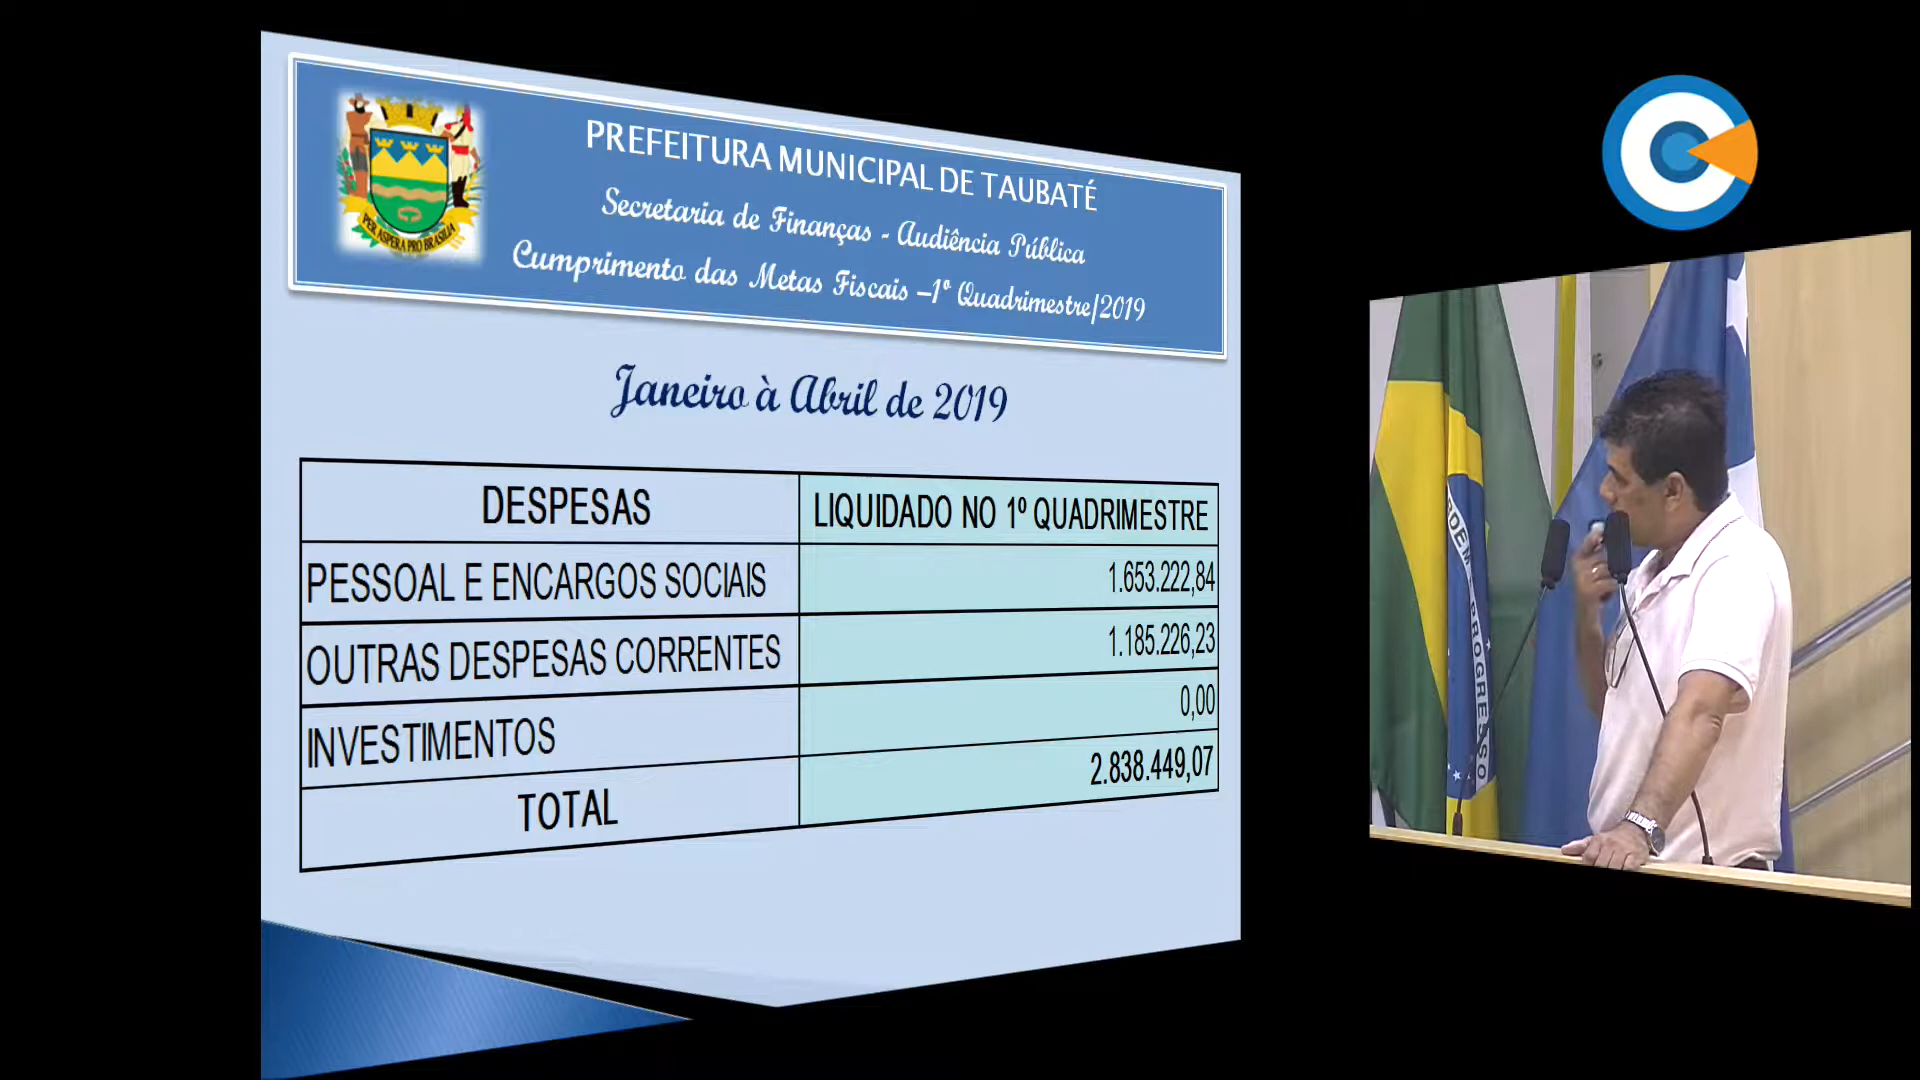 PREFEITURA MUNICIPAL DE TAUBATÉ
Secretaria de Finanças - Audiência Pública
Cumprimento das Metas Fiscais –1º Quadrimestre/2019
PER ASPERA PRO BRASILIA
Janeiro à Abril de 2019
DESPESAS LIQUIDADO NO 1º QUADRIMESTRE
PESSOAL E ENCARGOS SOCIAIS 1.653.222,84
OUTRAS DESPESAS CORRENTES 1.185.226,23
INVESTIMENTOS 0,00
TOTAL 2.838.449,07
PROGRESSO